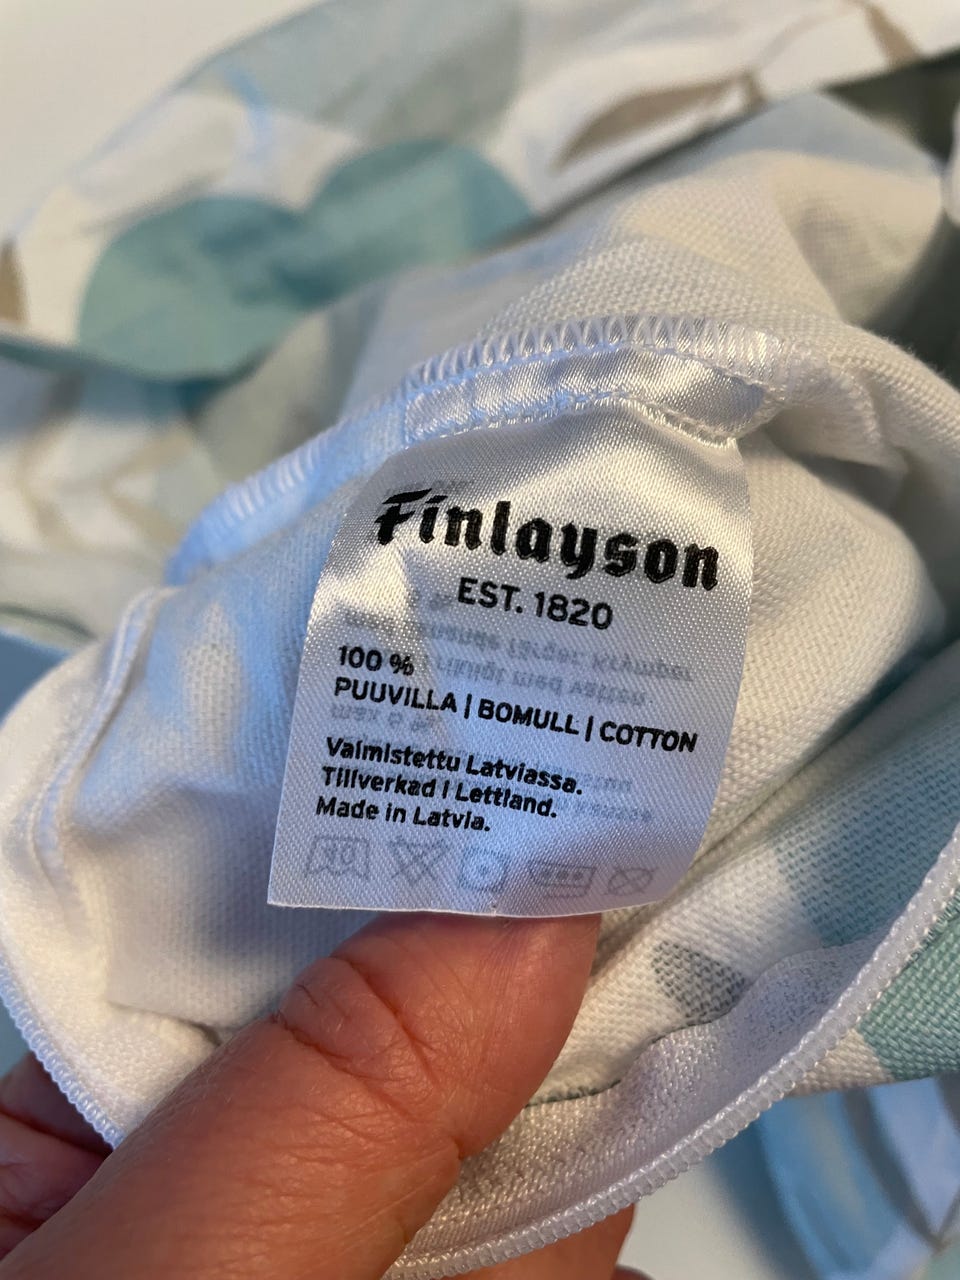 Finlayson
EST. 1820
100 %
PUUVILLA | BOMULL | COTTON
Valmistettu Latviassa.
Tillverkad i Lettland.
Made in Latvia.